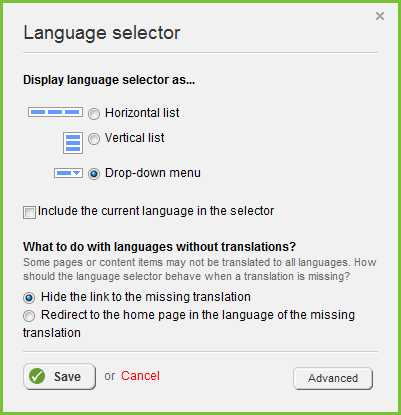 Language selector
Display language selector as...
Horizontal list
Vertical list
Drop-down menu
Include the current language in the selector
What to do with languages without translations?
Some pages or content items may not be translated to all languages. How
should the language selector behave when a translation is missing?
Hide the link to the missing translation
Redirect to the home page in the language of the missing
translation
Save or Cancel Advanced